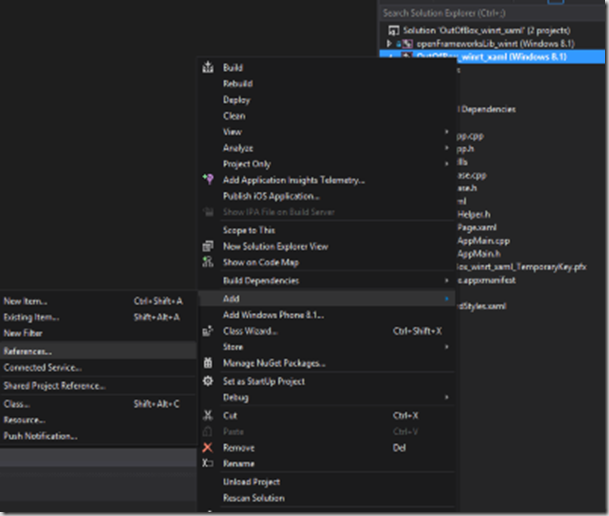 Search Solution Explorer (Ctrl+;)
Solution 'OutOfBox_winrt_xaml' (2 projects)
openFrameworksLib_winrt (Windows 8.1)
OutOfBox_winrt_xaml (Windows 8.1)
Dependencies
pp.cpp
pp.h
lls
ase.cpp
ase.h
ml
Helper.h
Page.xaml
AppMain.cpp
AppMain.h
ox_winrt_xaml_TemporaryKey.pfx
e.appxmanifest
rdStyles.xaml
Build
Rebuild
Deploy
Clean
View
Analyze
Project Only
Add Application Insights Telemetry...
Publish iOS Application...
Show IPA File on Build Server
Scope to This
New Solution Explorer View
Show on Code Map
Build Dependencies
Add
Add Windows Phone 8.1...
Class Wizard... Ctrl+Shift+X
Store
Manage NuGet Packages...
Set as StartUp Project
Debug
Cut Ctrl+X
Paste Ctrl+V
Remove Del
Rename
Unload Project
Rescan Solution
New Item... Ctrl+Shift+A
Existing Item... Shift+Alt+A
New Filter
References...
Connected Service...
Shared Project Reference...
Class... Shift+Alt+C
Resource...
Push Notification...